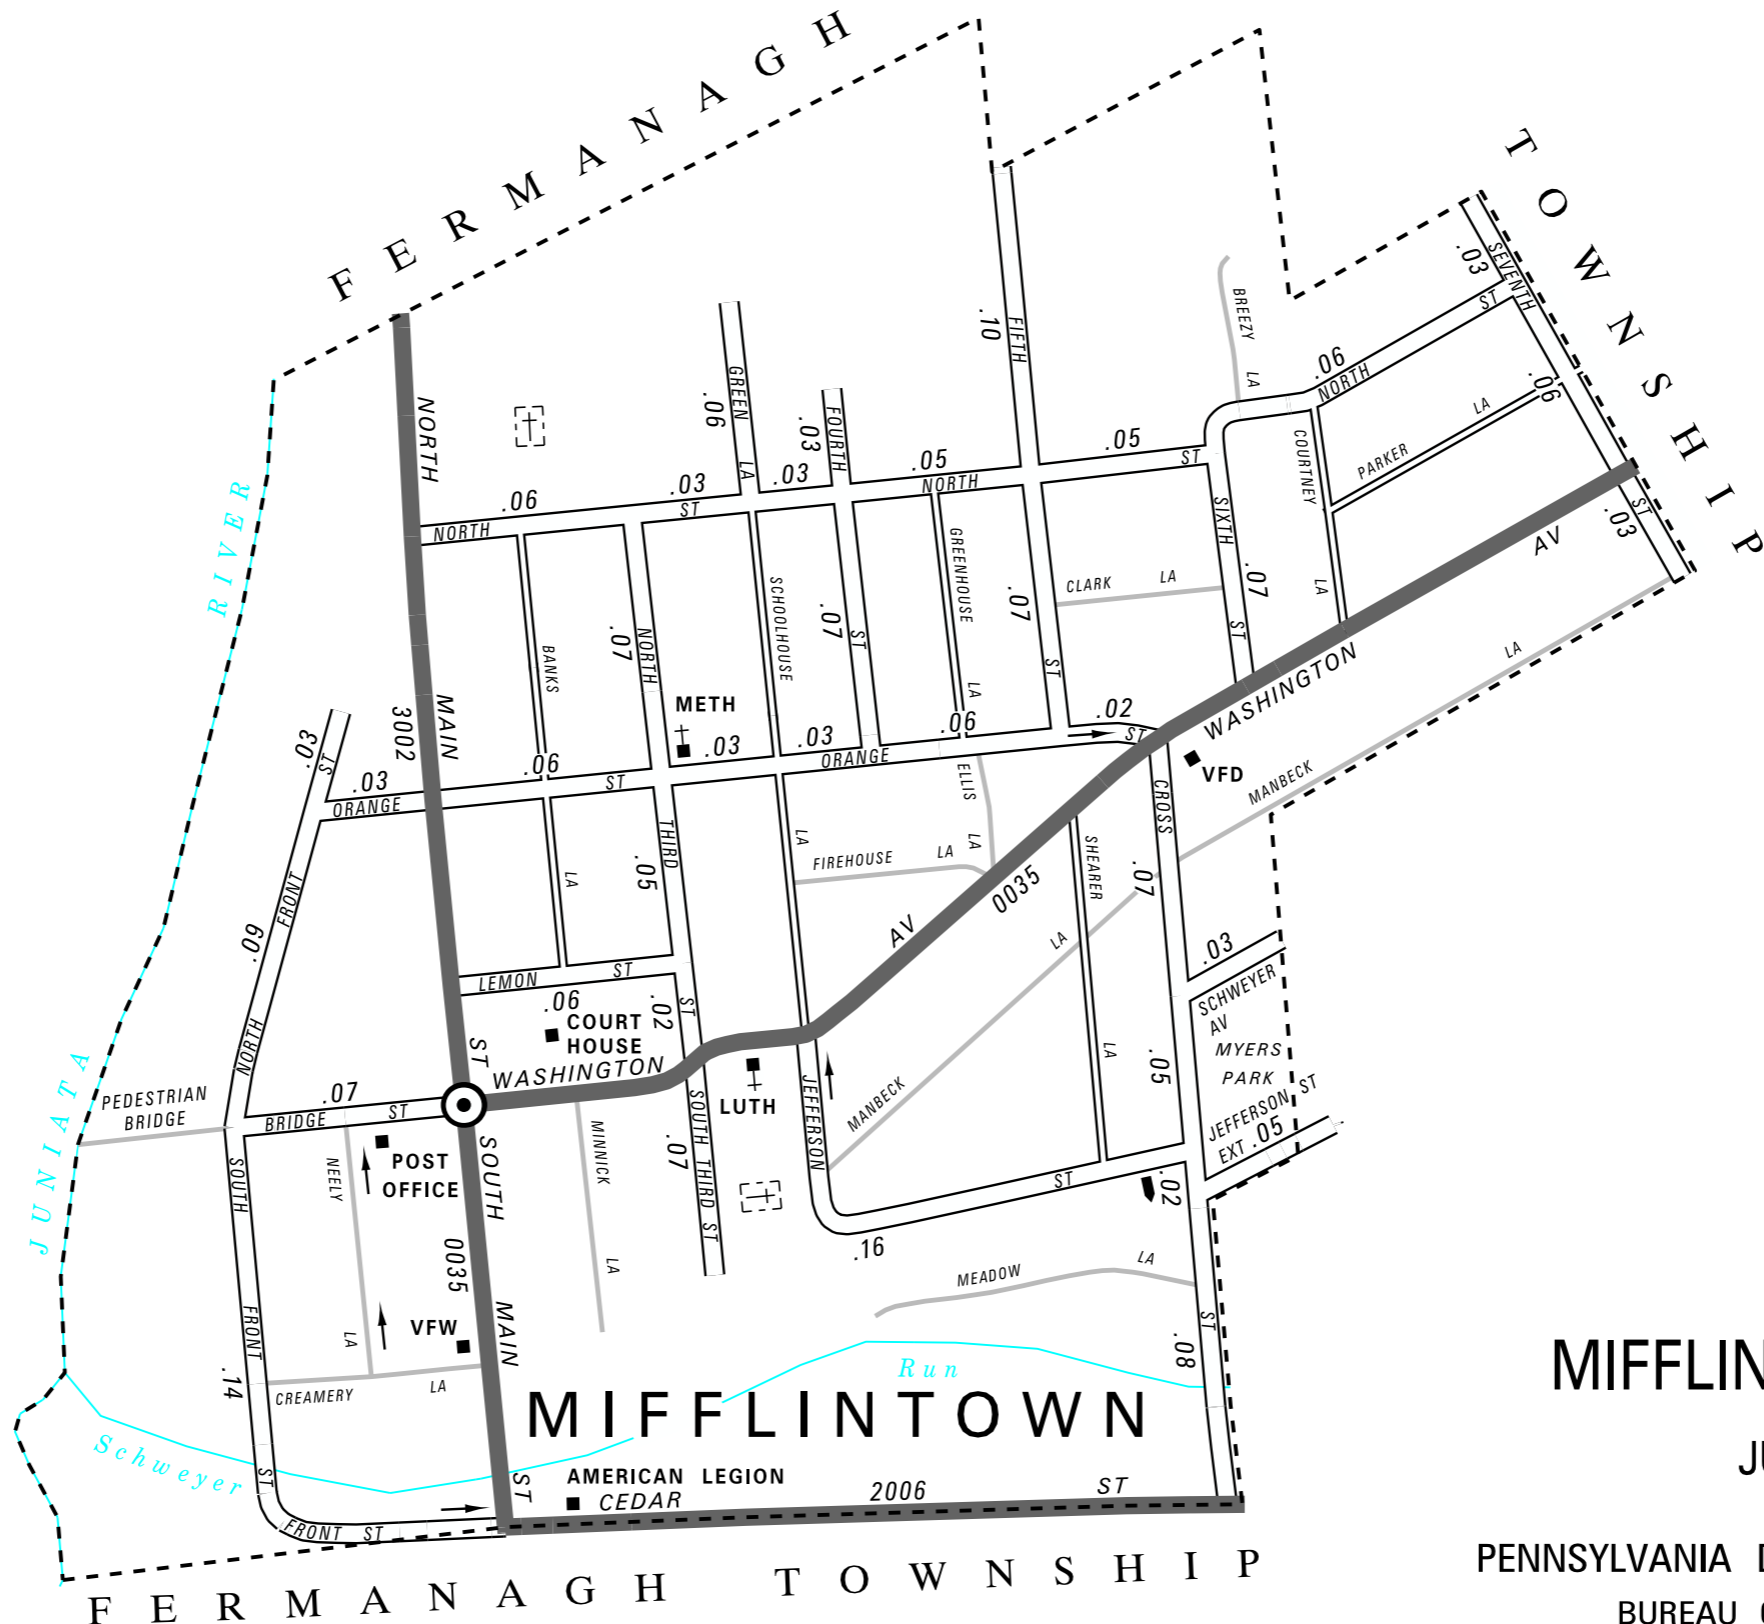 FERMANAGH
TOWNSHIP
JUNIATA RIVER
NORTH MAIN ST
3002
GREEN LA
.06
FOURTH ST
.03
FIFTH ST
.10
BREEZY LA
SEVENTH ST
.03
.06
NORTH ST
.06
.03
.03
.05
NORTH
.05
ST
.06
NORTH ST
COURTNEY LA
PARKER LA
.03
SIXTH ST
.07
CLARK LA
GREENHOUSE LA
.07
.07
SCHOOLHOUSE LA
BANKS LA
.07
NORTH THIRD ST
METH
.03
.03
.06
.02
ORANGE ST
.03
.03
ST
ORANGE ST
.06
WASHINGTON AV
VFD
MANBECK LA
CROSS ST
.07
SHEARER LA
ELLIS LA
FIREHOUSE LA
0035
AV
.05
NORTH FRONT
.09
LEMON ST
.06
.02
COURT
HOUSE
WASHINGTON
.03
SCHWEYER
AV
MYERS
PARK
.05
JEFFERSON ST
EXT .05
PEDESTRIAN
BRIDGE
.07
BRIDGE ST
LUTH
JEFFERSON ST
MANBECK LA
POST
OFFICE
NEELY LA
MINNICK LA
SOUTH THIRD ST
.07
.16
.02
SOUTH MAIN ST
0035
VFW
SOUTH FRONT ST
.14
CREAMERY LA
MEADOW LA
.08
Schweyer Run
MIFFLINTOWN
AMERICAN LEGION
CEDAR 2006 ST
FRONT ST
FERMANAGH TOWNSHIP
MIFFLIN
JU
PENNSYLVANIA D
BUREAU